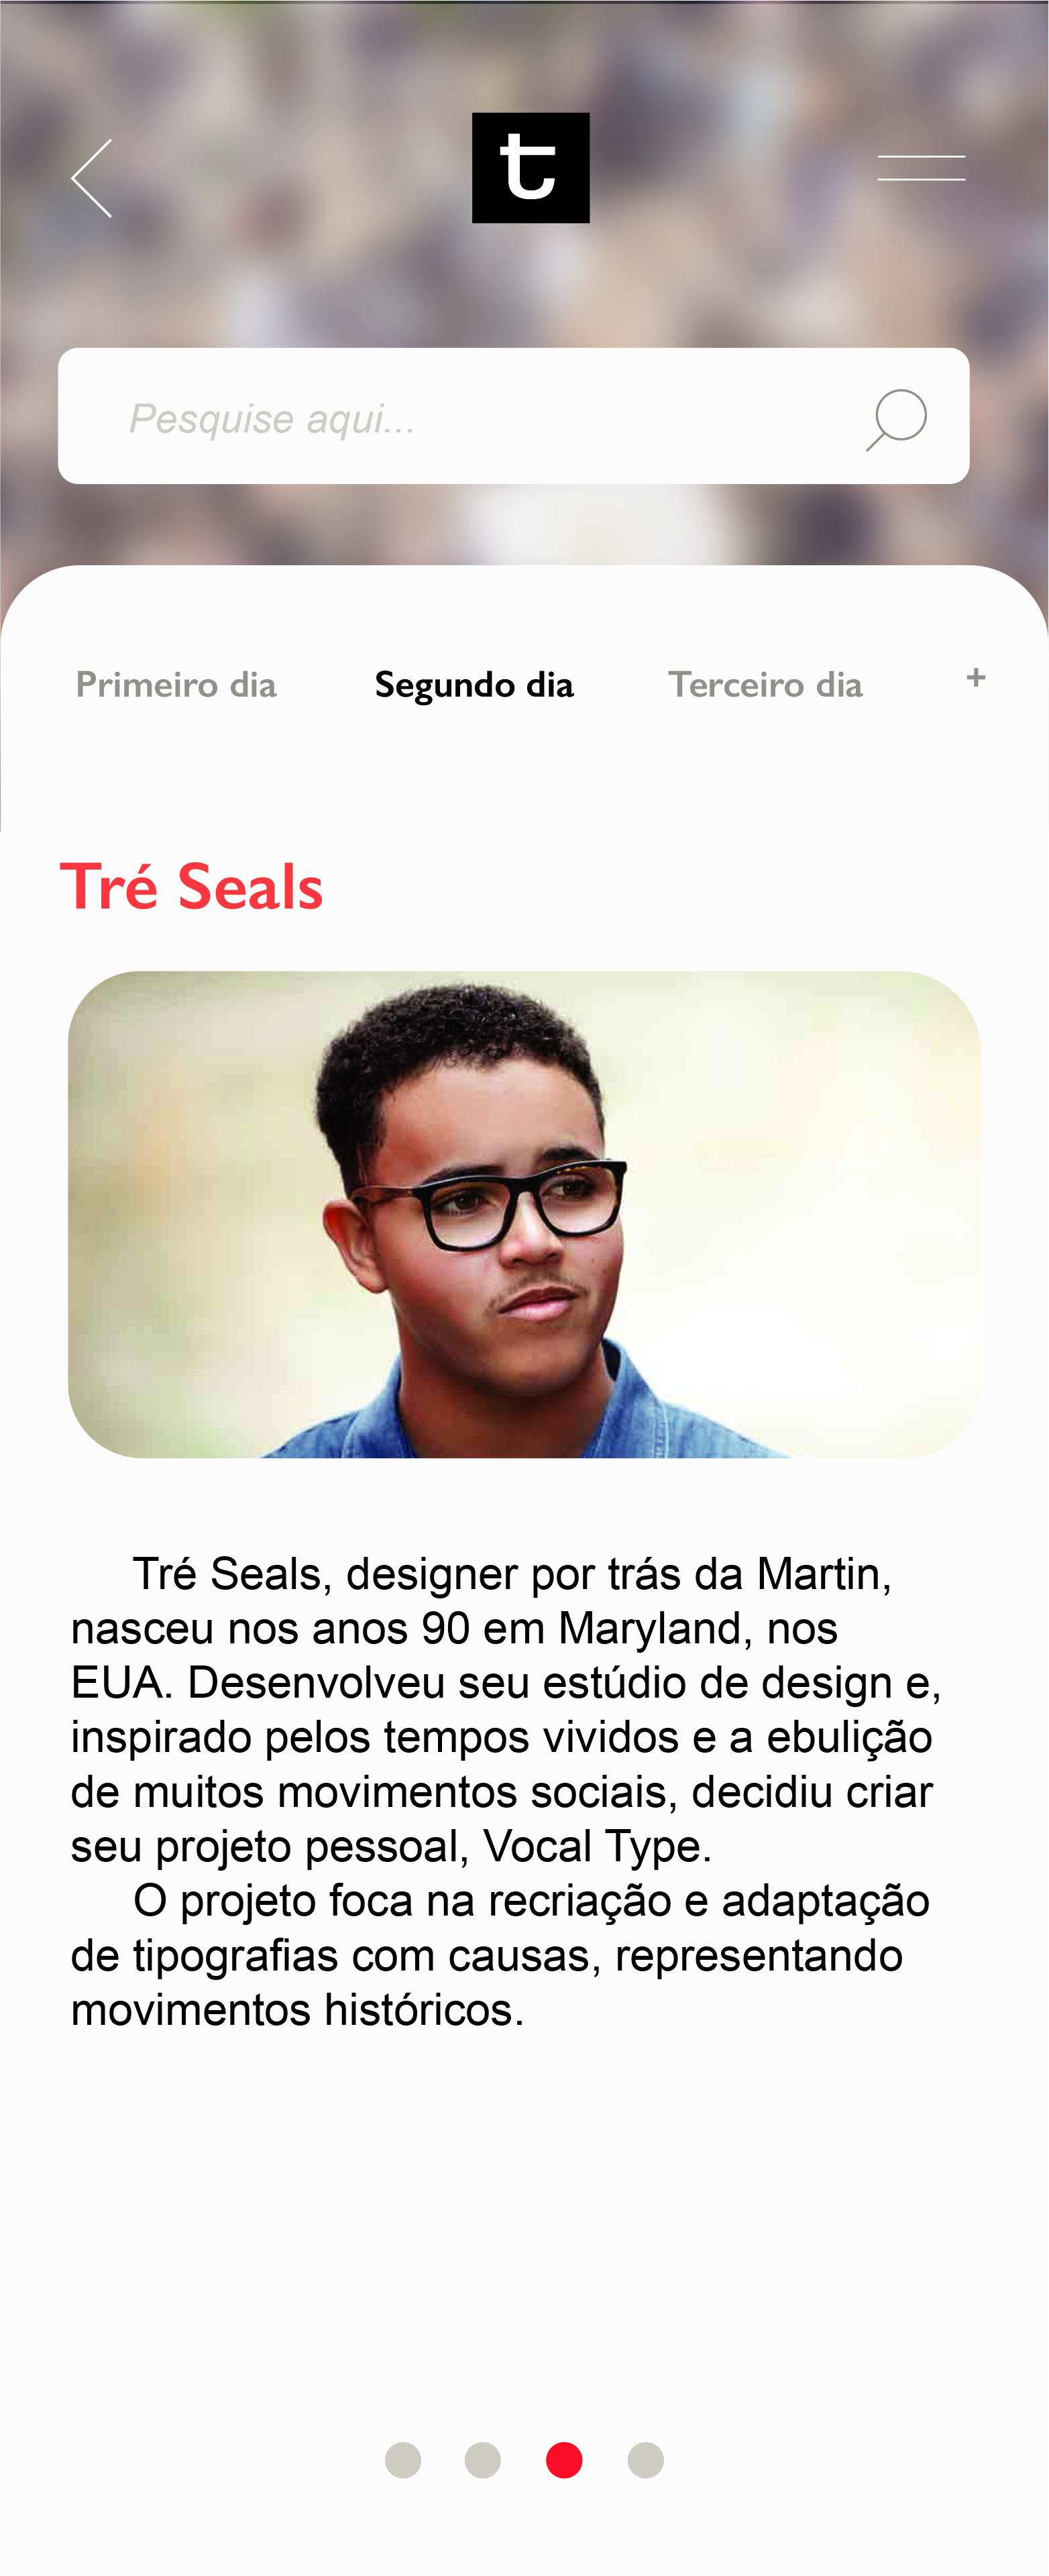 t
Pesquise aqui...
Primeiro dia Segundo dia Terceiro dia +
Tré Seals
Tré Seals, designer por trás da Martin,
nasceu nos anos 90 em Maryland, nos
EUA. Desenvolveu seu estúdio de design e,
inspirado pelos tempos vividos e a ebulição
de muitos movimentos sociais, decidiu criar
seu projeto pessoal, Vocal Type.
O projeto foca na recriação e adaptação
de tipografias com causas, representando
movimentos históricos.